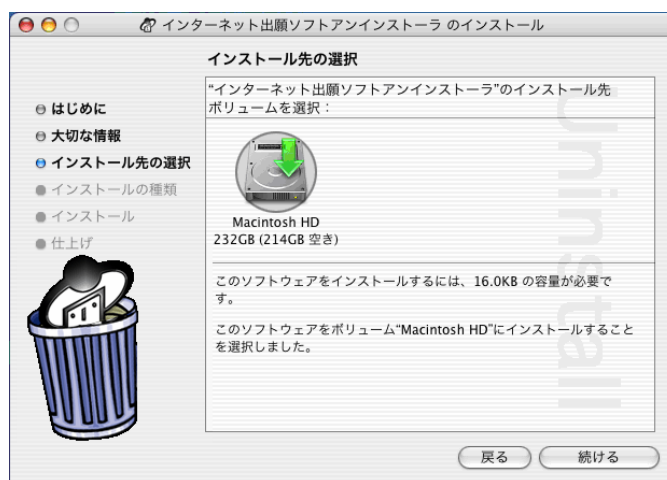 インターネット出願ソフトアンインストーラ のインストール
インストール先の選択
はじめに
大切な情報
インストール先の選択
インストールの種類
インストール
仕上げ
“インターネット出願ソフトアンインストーラ”のインストール先
ボリュームを選択：
Macintosh HD
232GB (214GB 空き)
このソフトウェアをインストールするには、16.0KB の容量が必要で
す。
このソフトウェアをボリューム“Macintosh HD”にインストールすること
を選択しました。
Uninstall
戻る
続ける